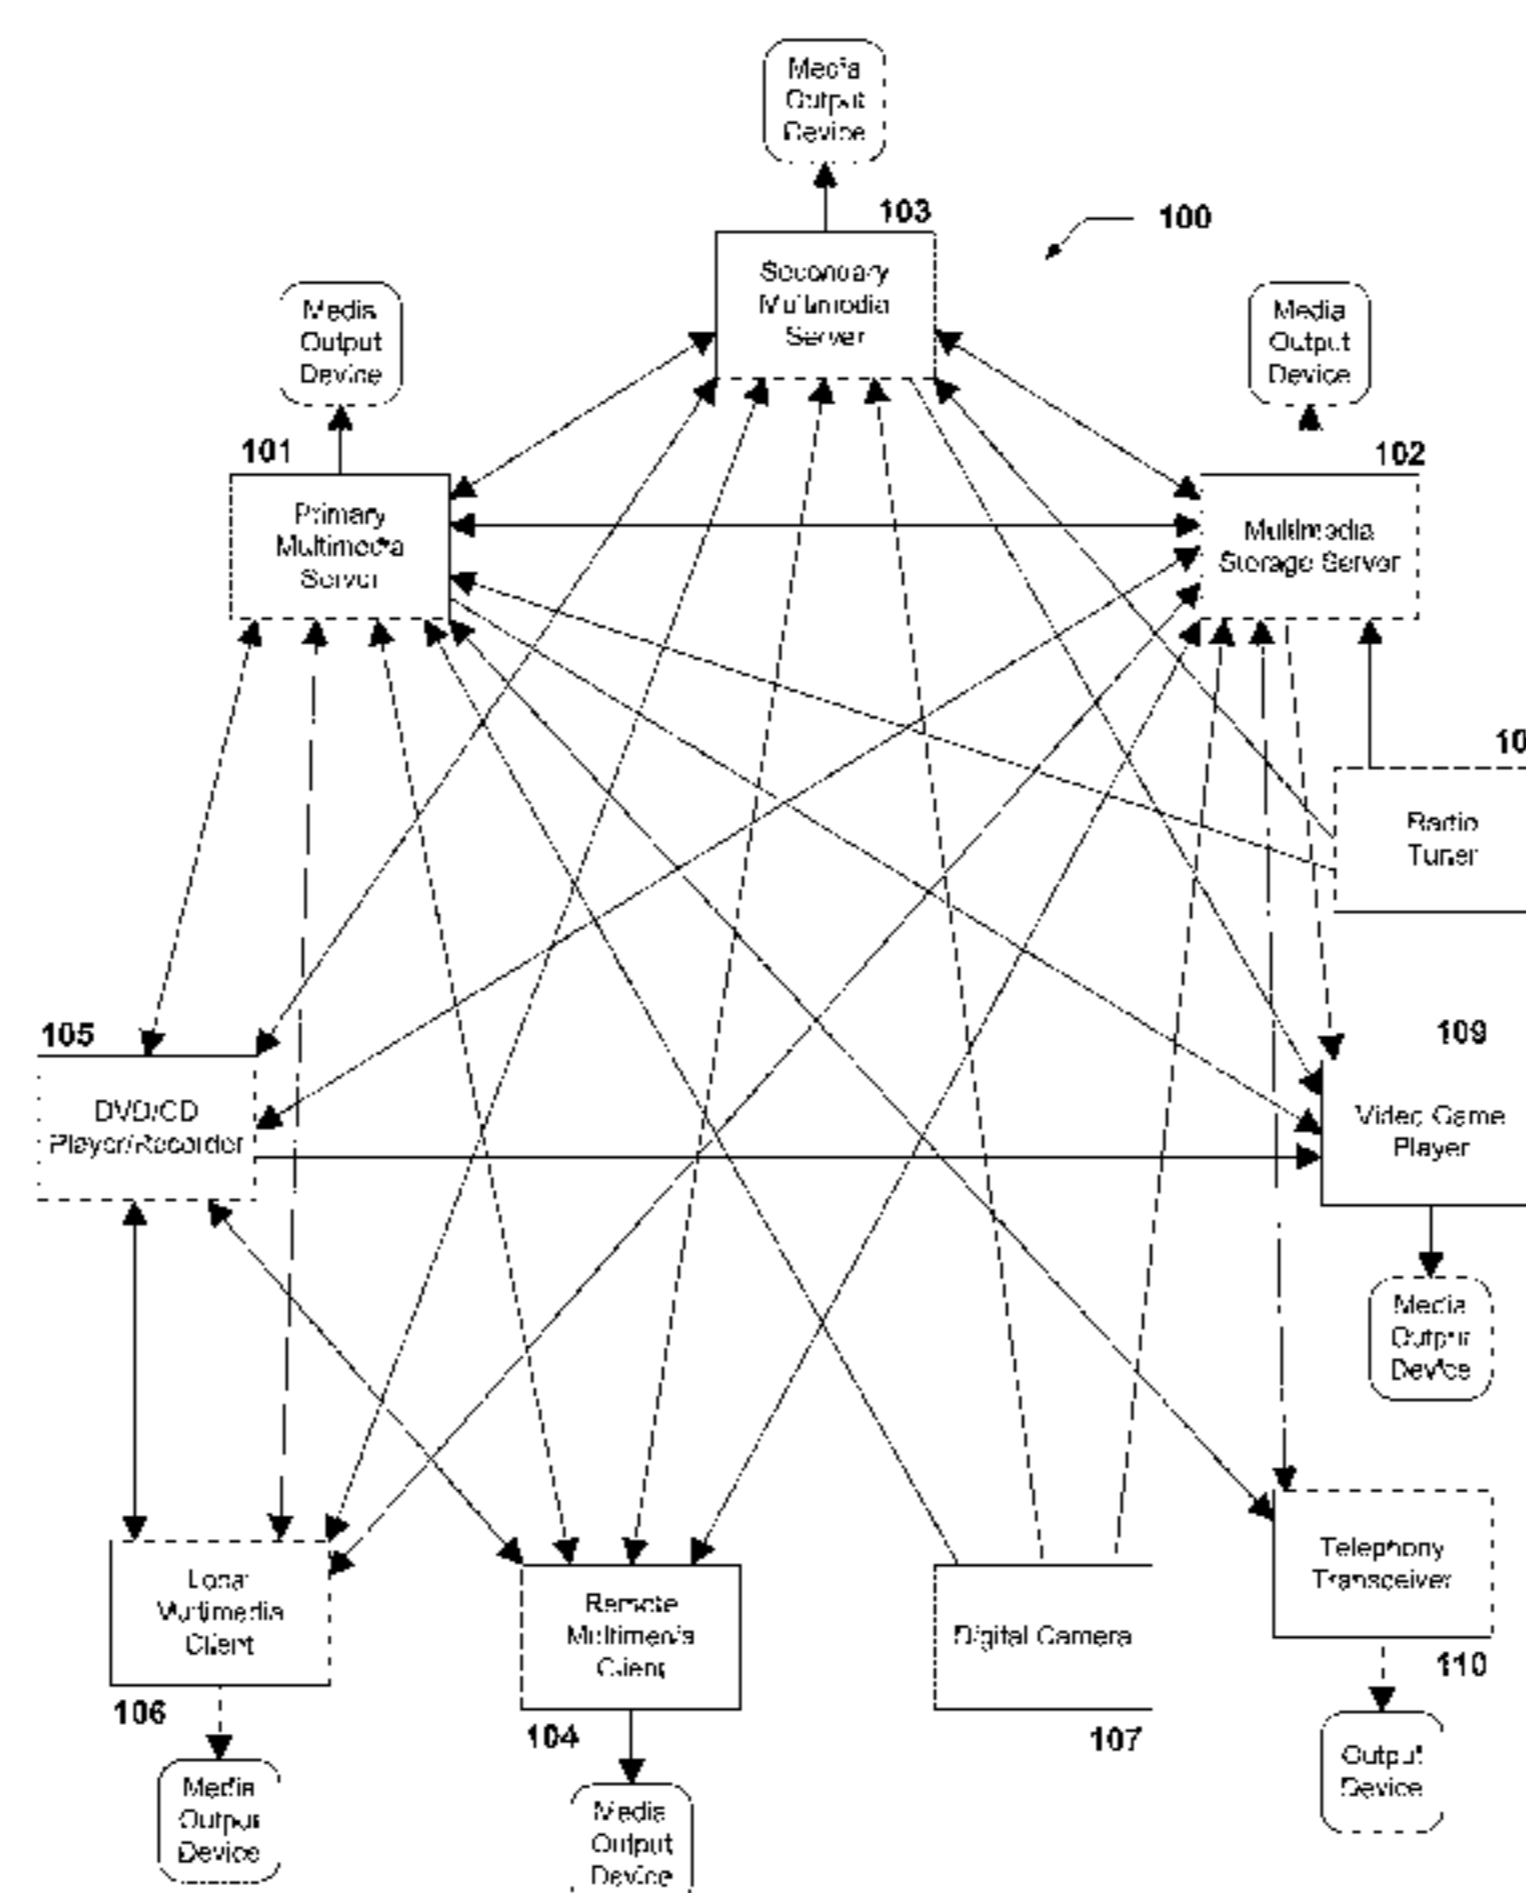 Media
Output
Device
103
100
Secondary
Multimedia
Server
Media
Output
Device
Media
Output
Device
101
102
Primary
Multimedia
Server
Multimedia
Storage Server
10
Radio
Tuner
105
109
DVD/CD
Player/Recorder
Video Game
Player
Media
Output
Device
Telephony
Transceiver
Local
Multimedia
Client
Remote
Multimedia
Client
Digital Camera
110
106
104
107
Output
Device
Media
Output
Device
Media
Output
Device